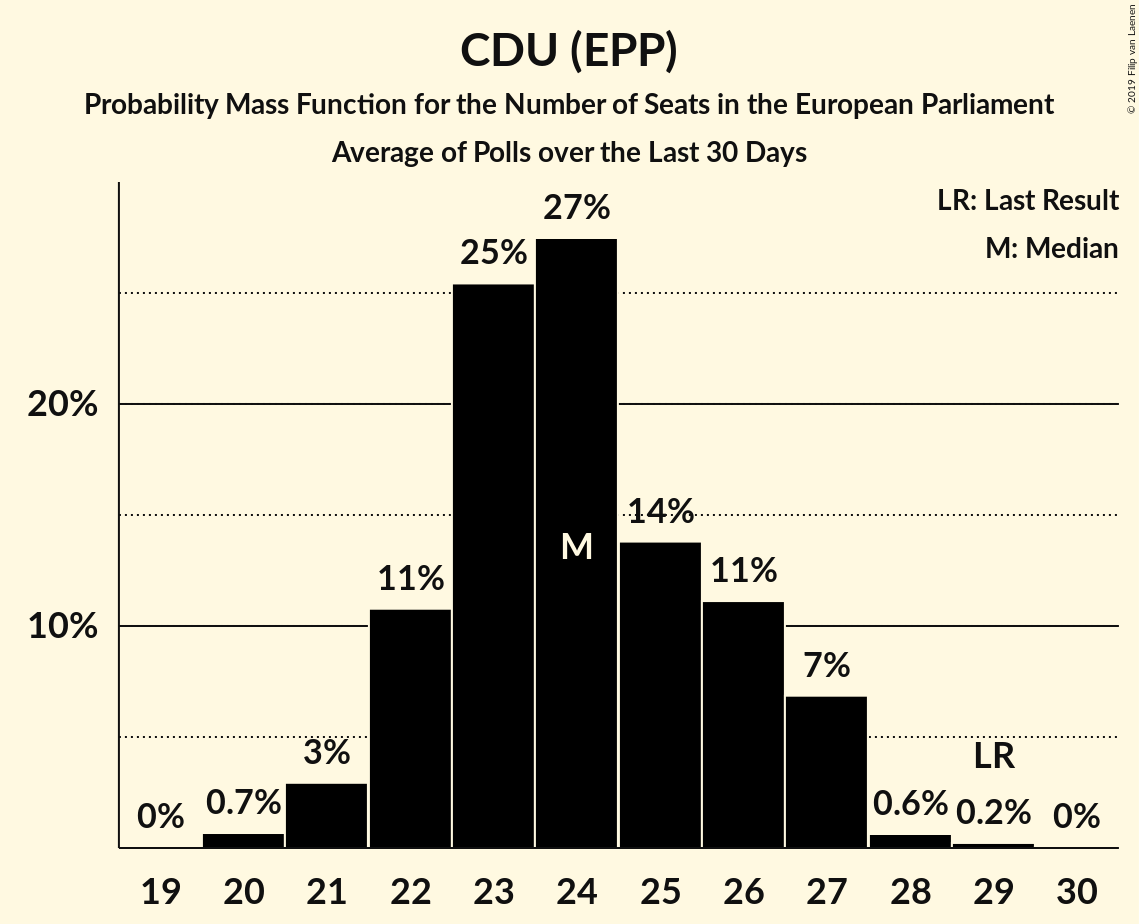 CDU (EPP)
Probability Mass Function for the Number of Seats in the European Parliament
Average of Polls over the Last 30 Days
© 2019 Filip van Laenen
LR: Last Result
M: Median
27%
25%
20%
14%
M
11%
11%
10%
7%
3%
LR
0%
0.7%
0.6%
0.2%
0%
19 20 21 22 23 24 25 26 27 28 29 30